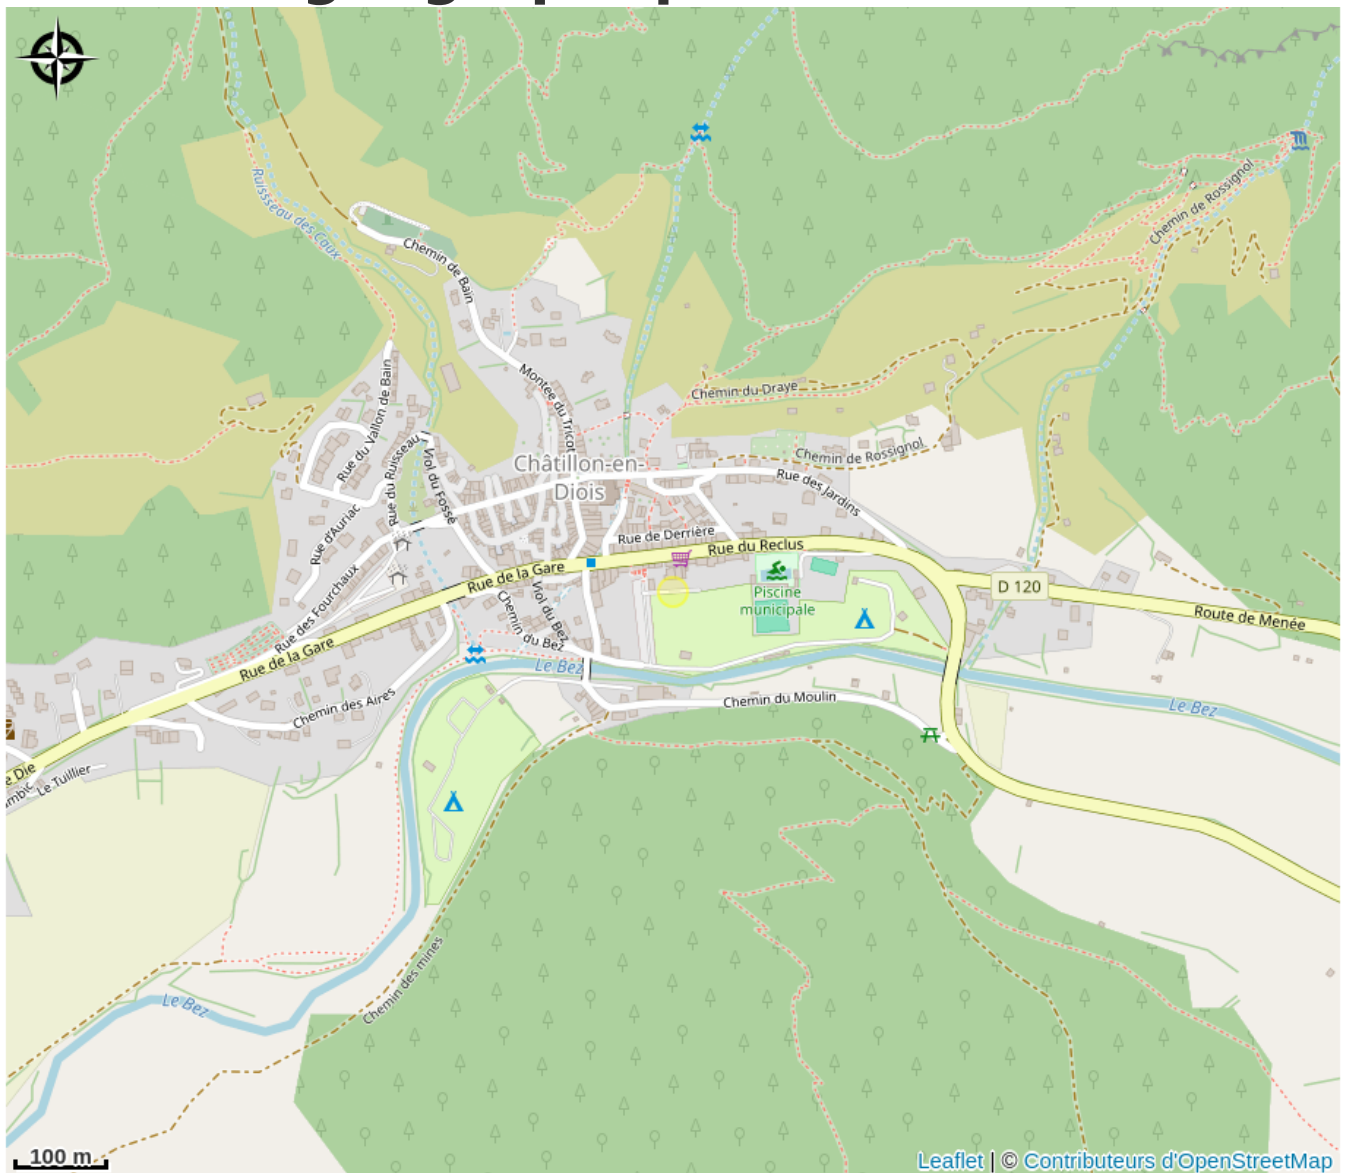 Ruissseau des Caux
Chemin de Rossignol
Chemin de Bain
Montée du Tricot
Chemin du Draye
Rue du Vallon de Bain
Rue du Ruisseau
Viol du Fossé
Châtillon-en-
Diois
Chemin de Rossignol
Rue des Jardins
Rue d'Auriac
Rue de Derrière
Rue du Reclus
Rue des Fourchaux
Rue de la Gare
Piscine
municipale
D 120
Route de Menée
Chemin du Bez
Viol du Bez
Rue de la Gare
Le Bez
Chemin des Aires
Chemin du Moulin
Le Bez
e Die
Le Tuillier
Chemin des mines
Le Bez
100 m
Leaflet | © Contributeurs d'OpenStreetMap